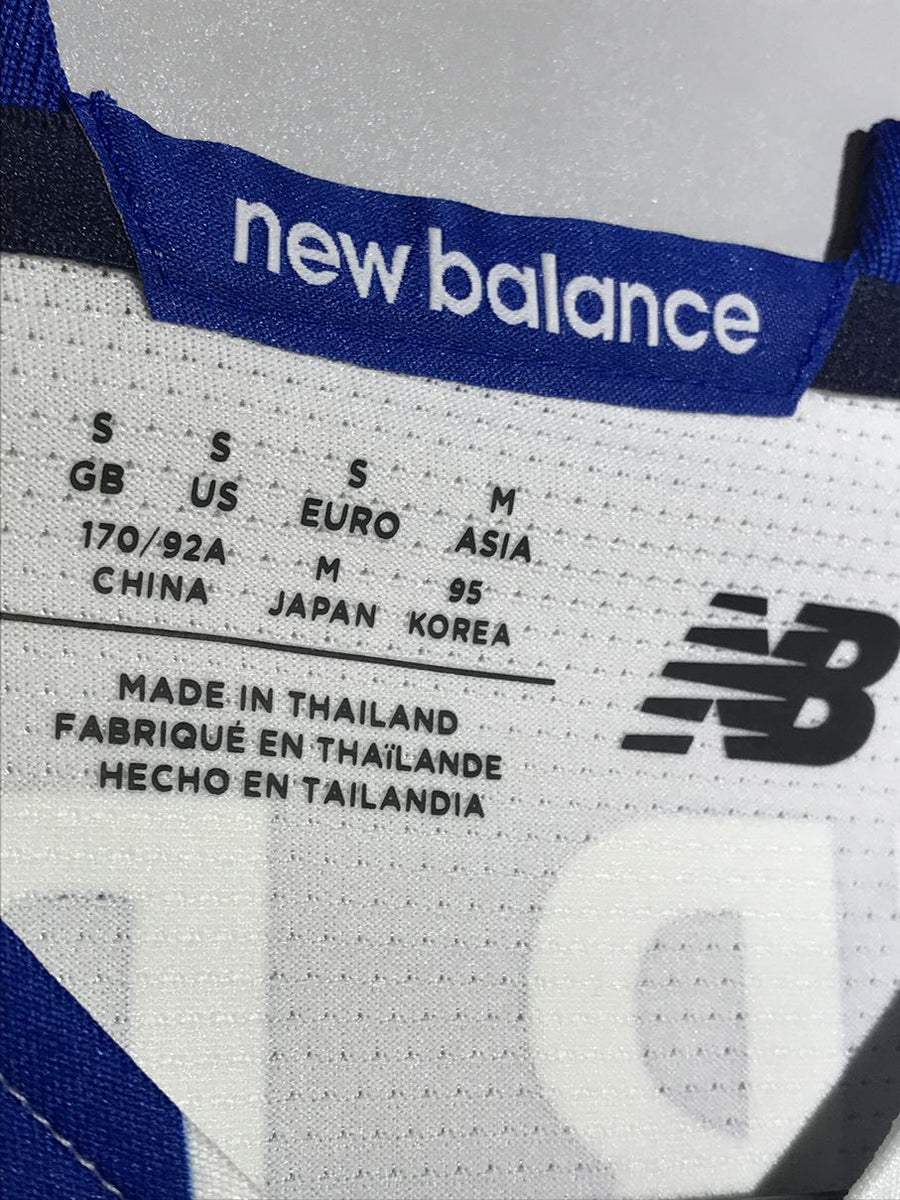 new balance
S S S M
GB US EURO ASIA
170/92A M 95
CHINA JAPAN KOREA
NB
MADE IN THAILAND
FABRIQUÉ EN THAÏLANDE
HECHO EN TAILANDIA